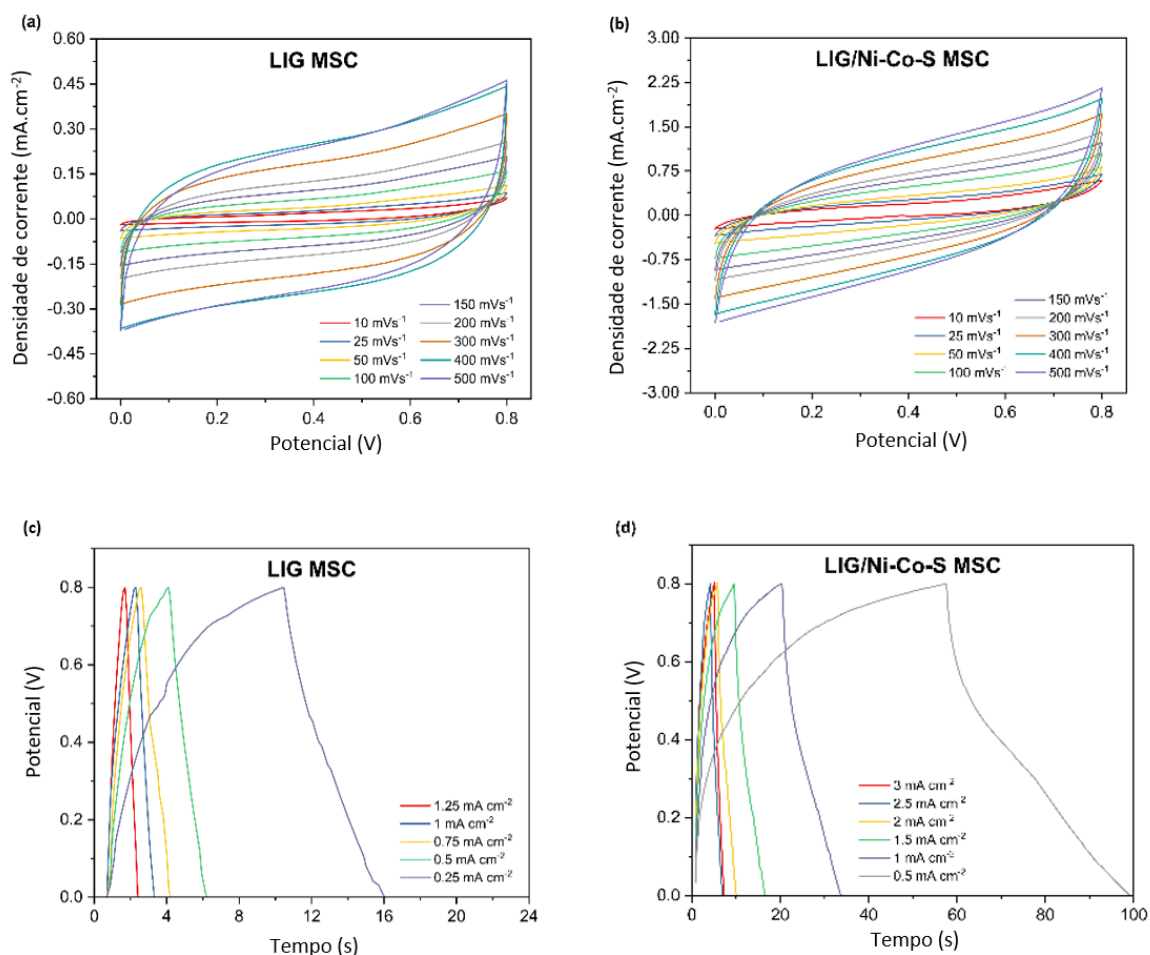 (a)
LIG MSC
Densidade de corrente (mA.cm⁻²)
0.60
0.45
0.30
0.15
0.00
-0.15
-0.30
-0.45
-0.60
10 mVs⁻¹
25 mVs⁻¹
50 mVs⁻¹
100 mVs⁻¹
150 mVs⁻¹
200 mVs⁻¹
300 mVs⁻¹
400 mVs⁻¹
500 mVs⁻¹
0.0 0.2 0.4 0.6 0.8
Potencial (V)
(b)
LIG/Ni-Co-S MSC
Densidade de corrente (mA.cm⁻²)
3.00
2.25
1.50
0.75
0.00
-0.75
-1.50
-2.25
-3.00
10 mVs⁻¹
25 mVs⁻¹
50 mVs⁻¹
100 mVs⁻¹
150 mVs⁻¹
200 mVs⁻¹
300 mVs⁻¹
400 mVs⁻¹
500 mVs⁻¹
0.0 0.2 0.4 0.6 0.8
Potencial (V)
(c)
LIG MSC
Potencial (V)
0.8
0.6
0.4
0.2
0.0
1.25 mA cm⁻²
1 mA cm⁻²
0.75 mA cm⁻²
0.5 mA cm⁻²
0.25 mA cm⁻²
0 4 8 12 16 20 24
Tempo (s)
(d)
LIG/Ni-Co-S MSC
Potencial (V)
0.8
0.6
0.4
0.2
0.0
3 mA cm⁻²
2.5 mA cm⁻²
2 mA cm⁻²
1.5 mA cm⁻²
1 mA cm⁻²
0.5 mA cm⁻²
0 20 40 60 80 100
Tempo (s)